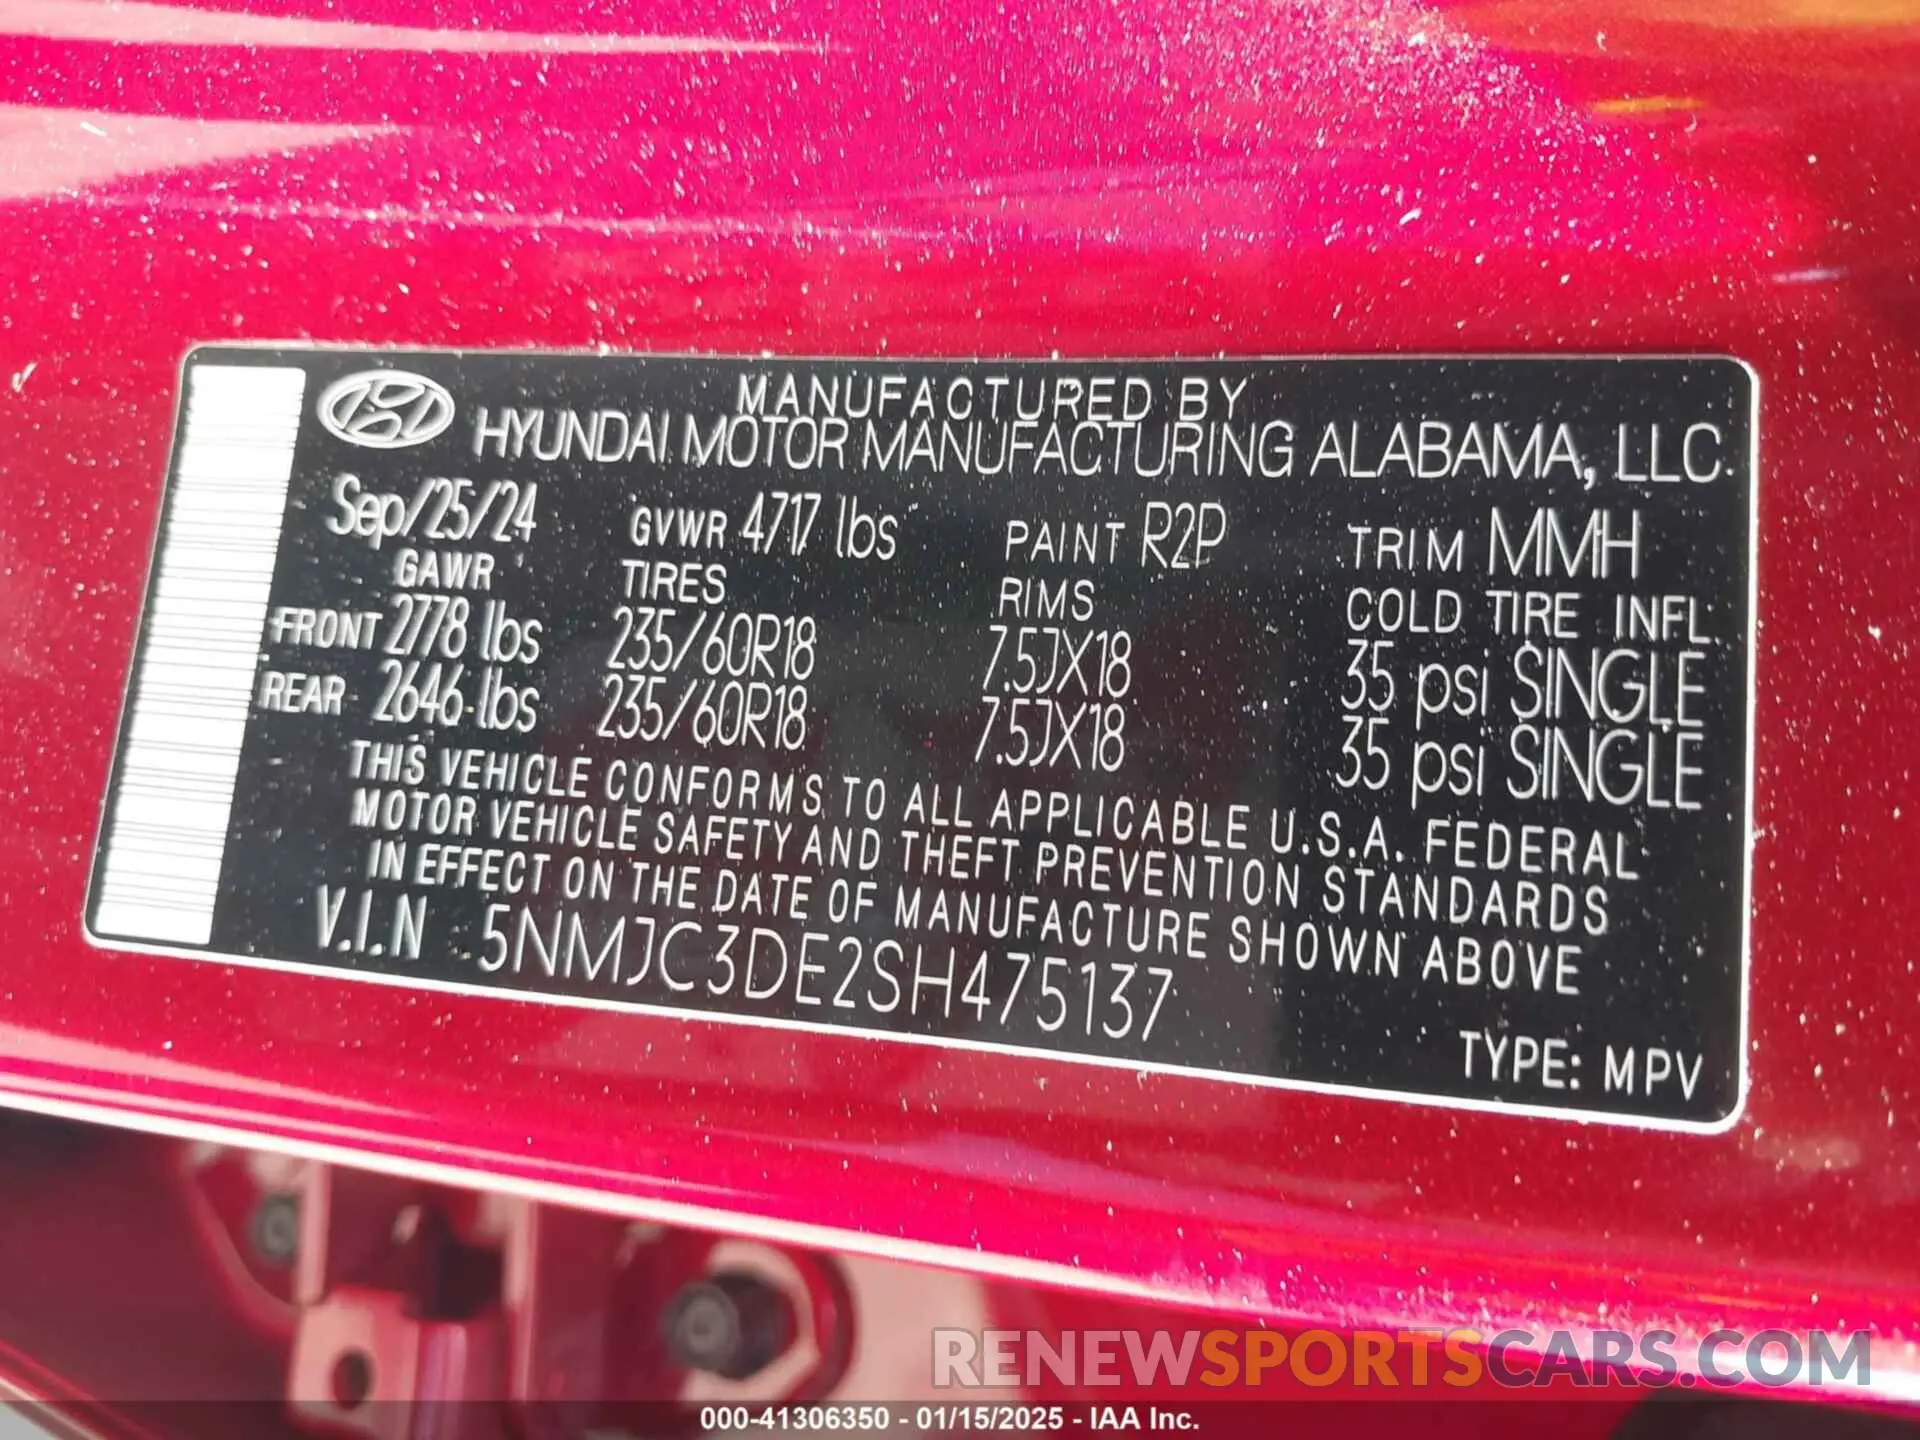 MANUFACTURED BY
HYUNDAI MOTOR MANUFACTURING ALABAMA, LLC.
Sep/25/24 GVWR 4717 lbs PAINT R2P TRIM MMH
GAWR TIRES RIMS COLD TIRE INFL.
FRONT 2778 lbs 235/60R18 7.5JX18 35 psi SINGLE
REAR 2646 lbs 235/60R18 7.5JX18 35 psi SINGLE
THIS VEHICLE CONFORMS TO ALL APPLICABLE U.S.A. FEDERAL
MOTOR VEHICLE SAFETY AND THEFT PREVENTION STANDARDS
IN EFFECT ON THE DATE OF MANUFACTURE SHOWN ABOVE
V.I.N : 5NMJC3DE2SH475137
TYPE: MPV
RENEWSPORTSCARS.COM
000-41306350 - 01/15/2025 - IAA Inc.